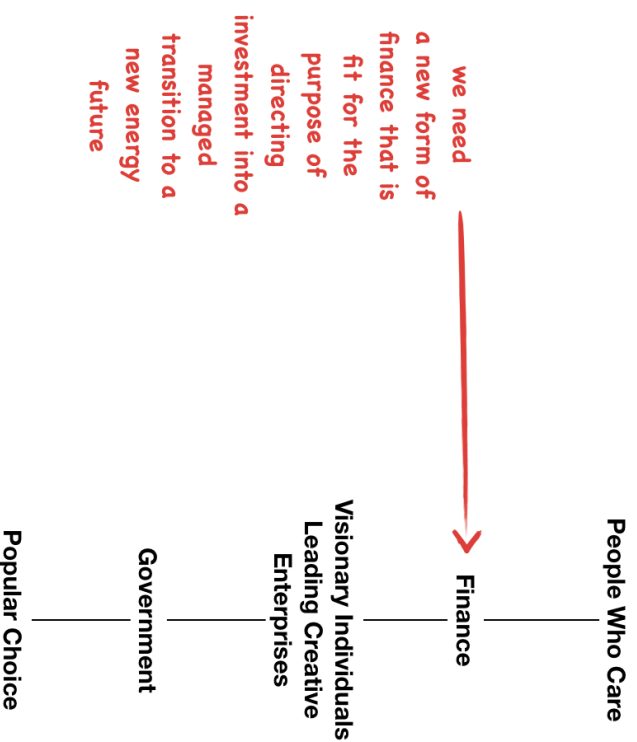 we need
a new form of
finance that is
fit for the
purpose of
directing
investment into a
managed
transition to a
new energy
future
People Who Care
Finance
Visionary Individuals
Leading Creative
Enterprises
Government
Popular Choice